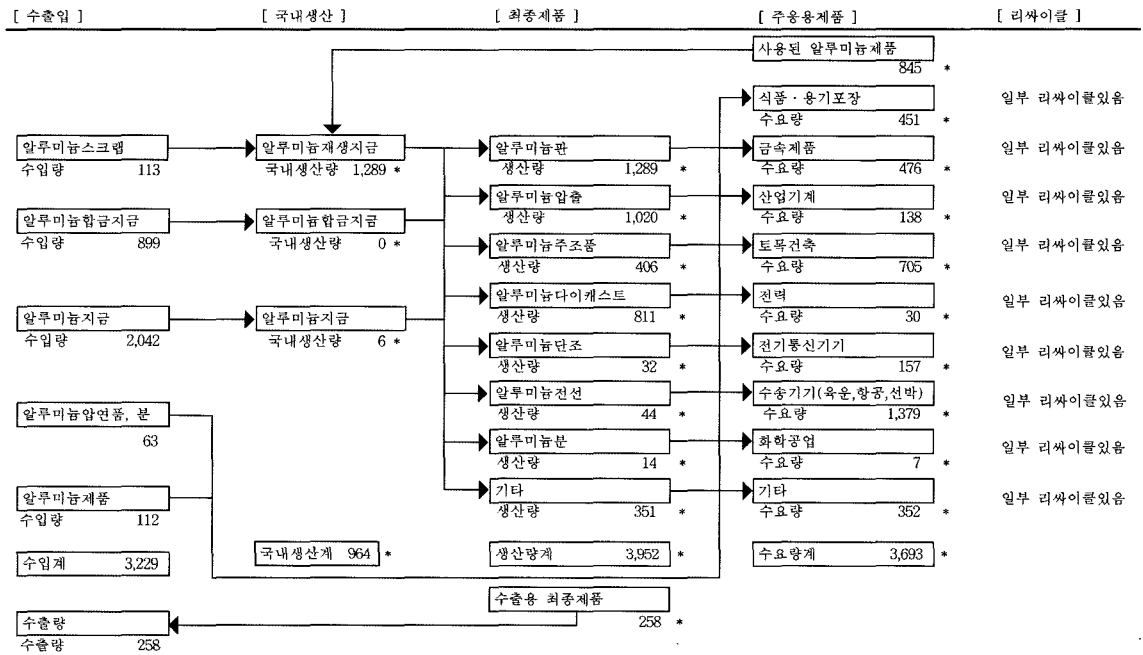 [ 수출입 ] [ 국내생산 ] [ 최종제품 ] [ 주응용제품 ] [ 리싸이클 ]
사용된 알루미늄제품
845 *
식품·용기포장 일부 리싸이클있음
수요량 451 *
알루미늄스크랩 알루미늄재생지금 알루미늄판 금속제품 일부 리싸이클있음
수입량 113 국내생산량 1,289 * 생산량 1,289 * 수요량 476 *
알루미늄합금지금 알루미늄합금지금 알루미늄압출 산업기계 일부 리싸이클있음
수입량 899 국내생산량 0 * 생산량 1,020 * 수요량 138 *
알루미늄주조품 토목건축 일부 리싸이클있음
생산량 406 * 수요량 705 *
알루미늄지금 알루미늄지금 알루미늄다이캐스트 전력 일부 리싸이클있음
수입량 2,042 국내생산량 6 * 생산량 811 * 수요량 30 *
알루미늄단조 전기통신기기 일부 리싸이클있음
생산량 32 * 수요량 157 *
알루미늄압연품, 분 알루미늄전선 수송기기(육운,항공,선박) 일부 리싸이클있음
63 생산량 44 * 수요량 1,379 *
알루미늄분 화학공업 일부 리싸이클있음
생산량 14 * 수요량 7 *
알루미늄제품 기타 기타 일부 리싸이클있음
수입량 112 생산량 351 * 수요량 352 *
수입계 3,229 국내생산계 964 * 생산량계 3,952 * 수요량계 3,693 *
수출용 최종제품
258 *
수출량
수출량 258